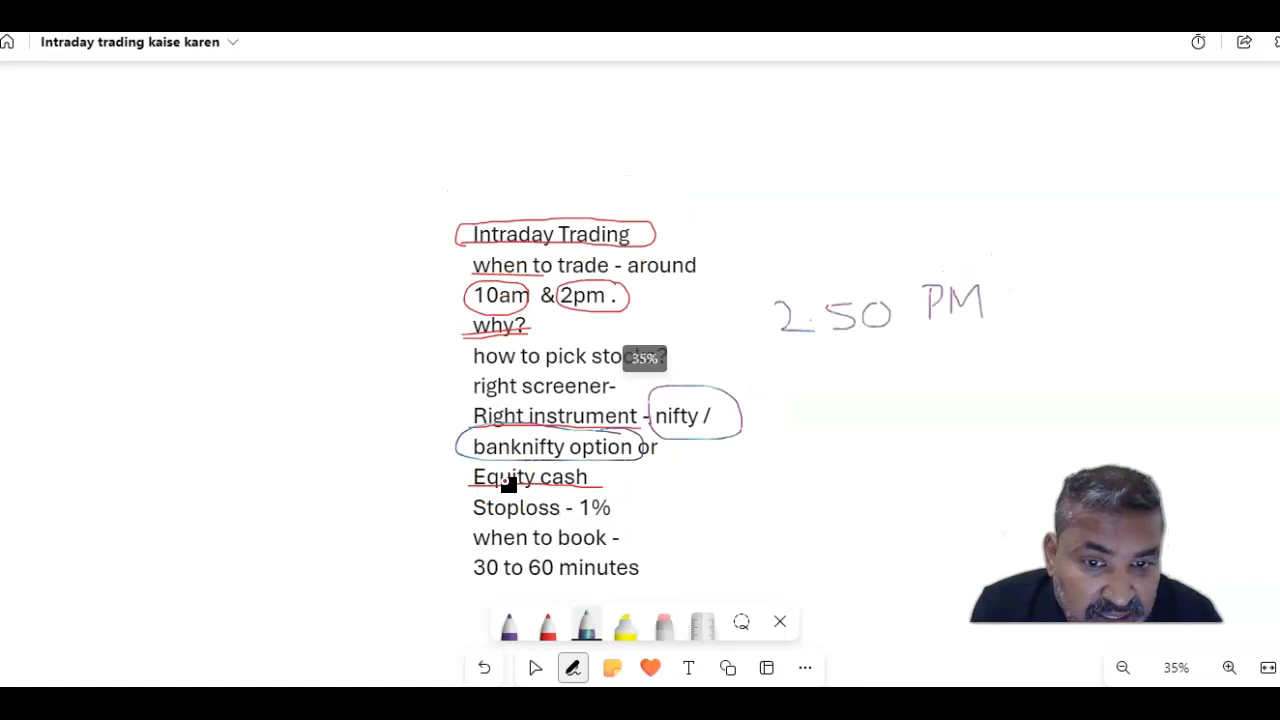 Intraday trading kaise karen
Intraday Trading
when to trade - around
10am & 2pm .
why?
how to pick stocks?
35%
right screener-
Right instrument - nifty /
banknifty option or
Equity cash
Stoploss - 1%
when to book -
30 to 60 minutes
2.50 PM
35%